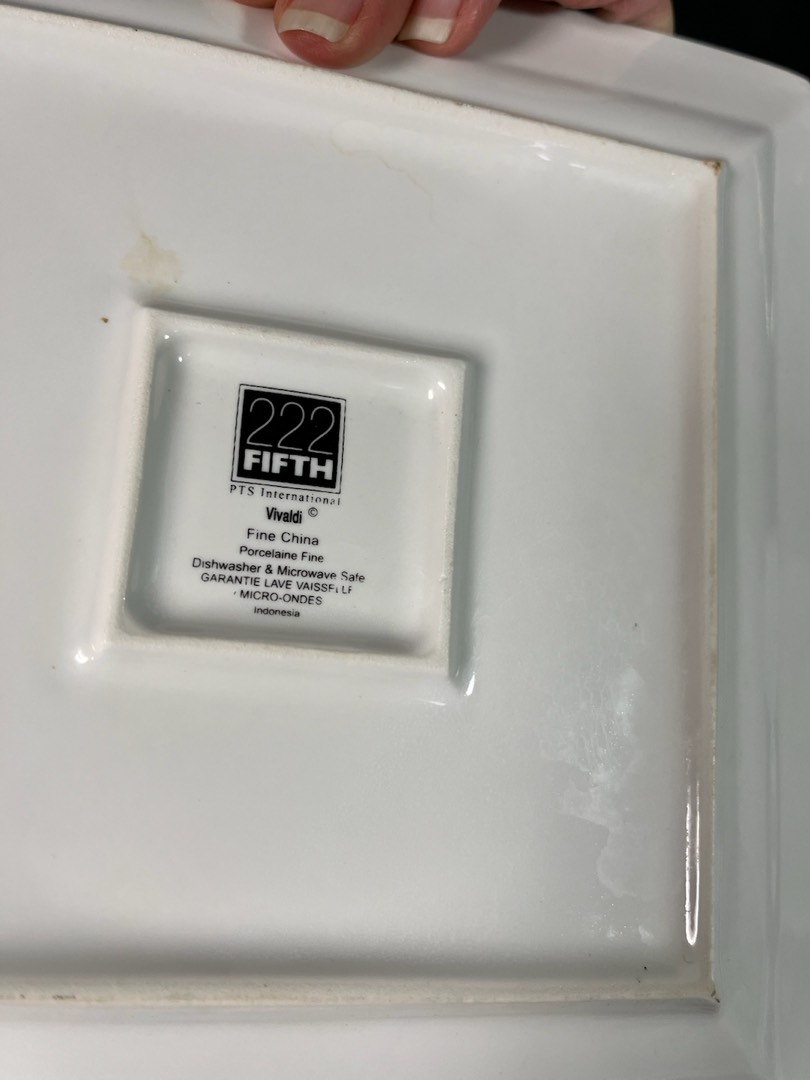 222
FIFTH
PTS International
Vivaldi ©
Fine China
Porcelaine Fine
Dishwasher & Microwave Safe
GARANTIE LAVE VAISSELLE
MICRO-ONDES
Indonesia